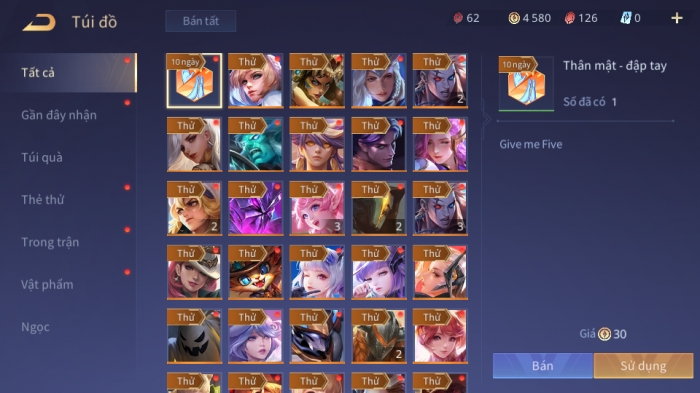 Túi đồ
Bán tất
62
4 580
126
0
Tất cả
Gần đây nhận
Túi quà
Thẻ thử
Trong trận
Vật phẩm
Ngọc
10 ngày
Thử
Thử
Thử
Thử
2
Thử
Thử
Thử
Thử
Thử
Thử
2
Thử
Thử
3
Thử
2
Thử
3
Thử
Thử
Thử
Thử
Thử
Thử
Thử
Thử
Thử
2
Thử
Thử
Thử
Thử
Thử
Thử
10 ngày
Thân mật - đập tay
Số đã có 1
Give me Five
Giá 30
Bán
Sử dụng